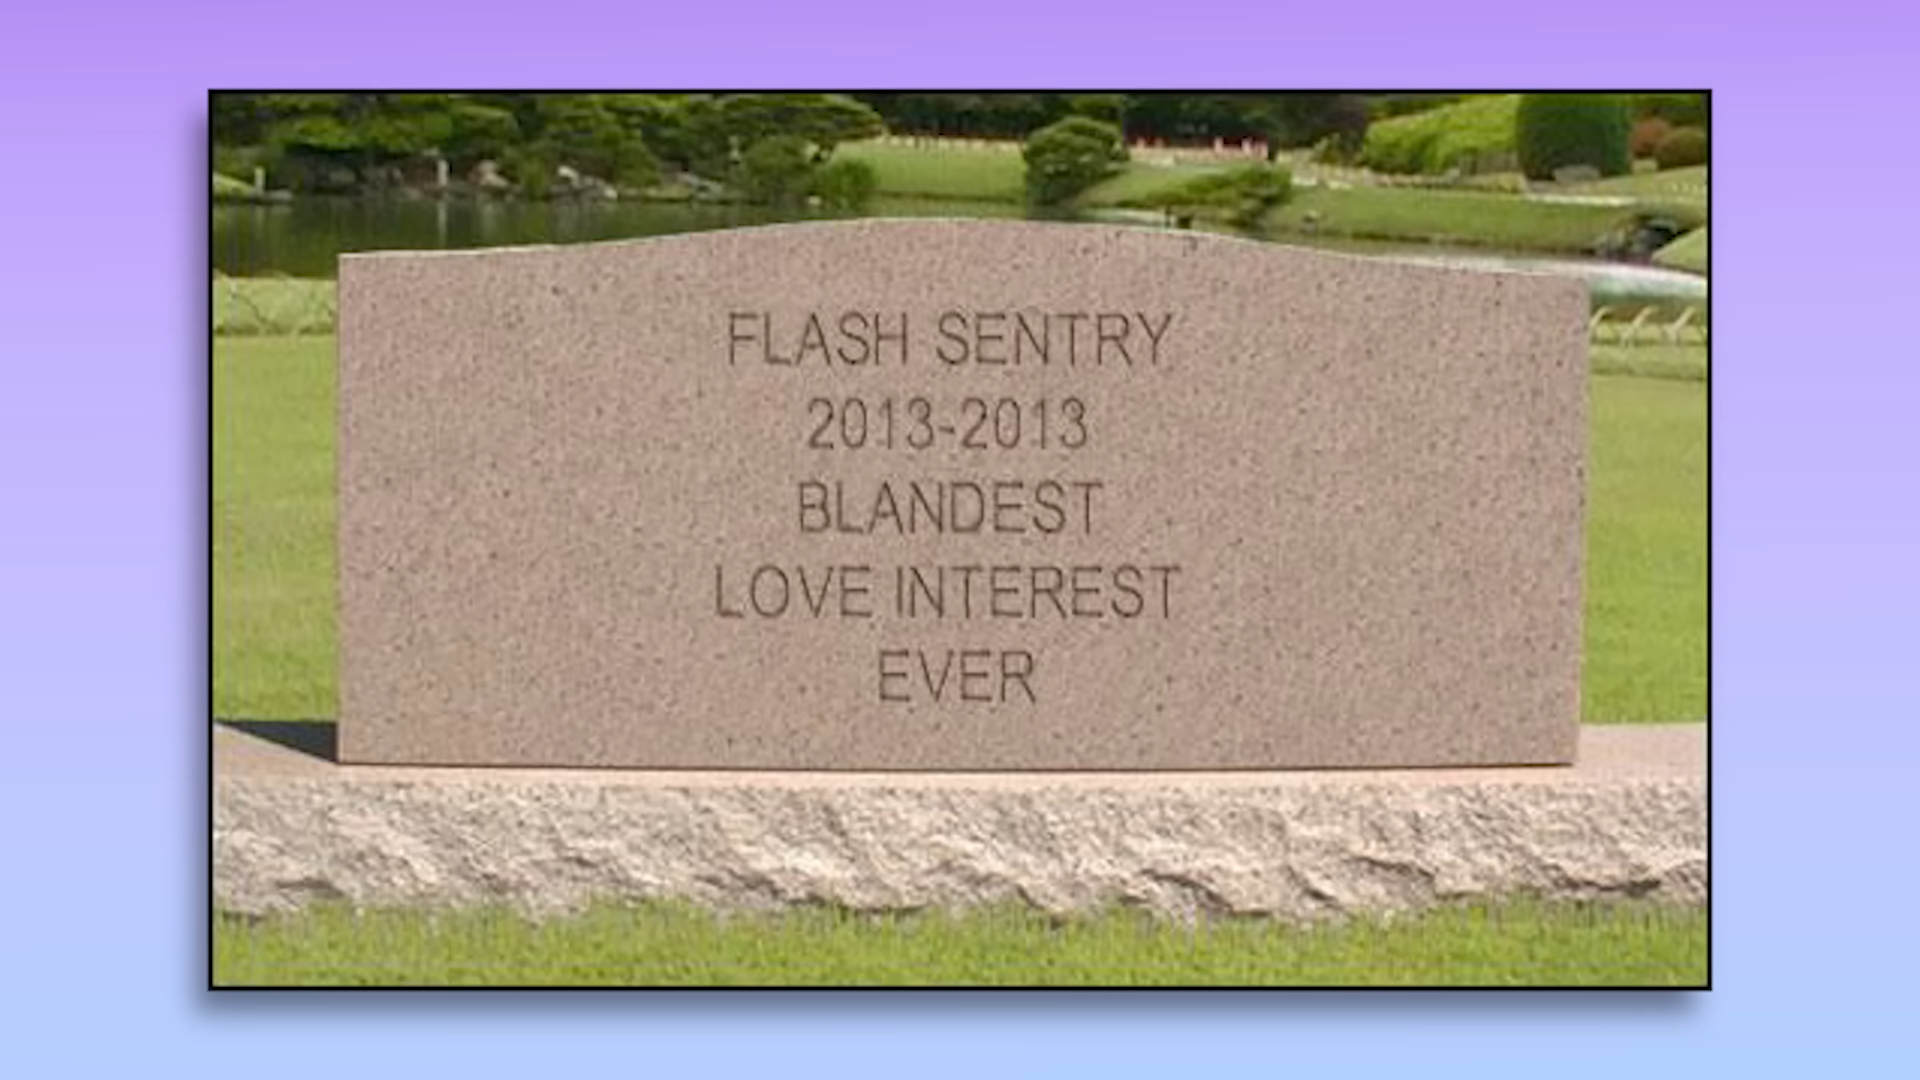 FLASH SENTRY
2013-2013
BLANDEST
LOVE INTEREST
EVER